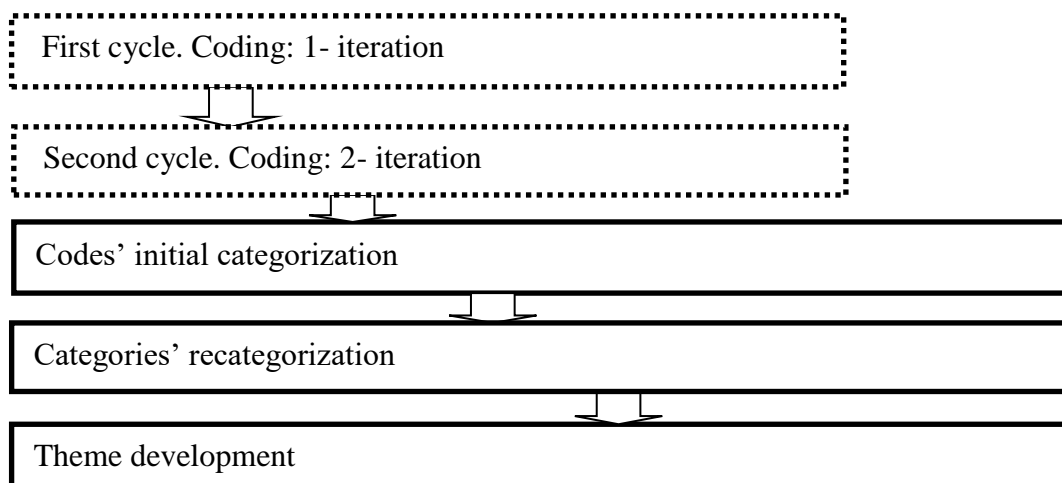 First cycle. Coding: 1- iteration
Second cycle. Coding: 2- iteration
Codes’ initial categorization
Categories’ recategorization
Theme development